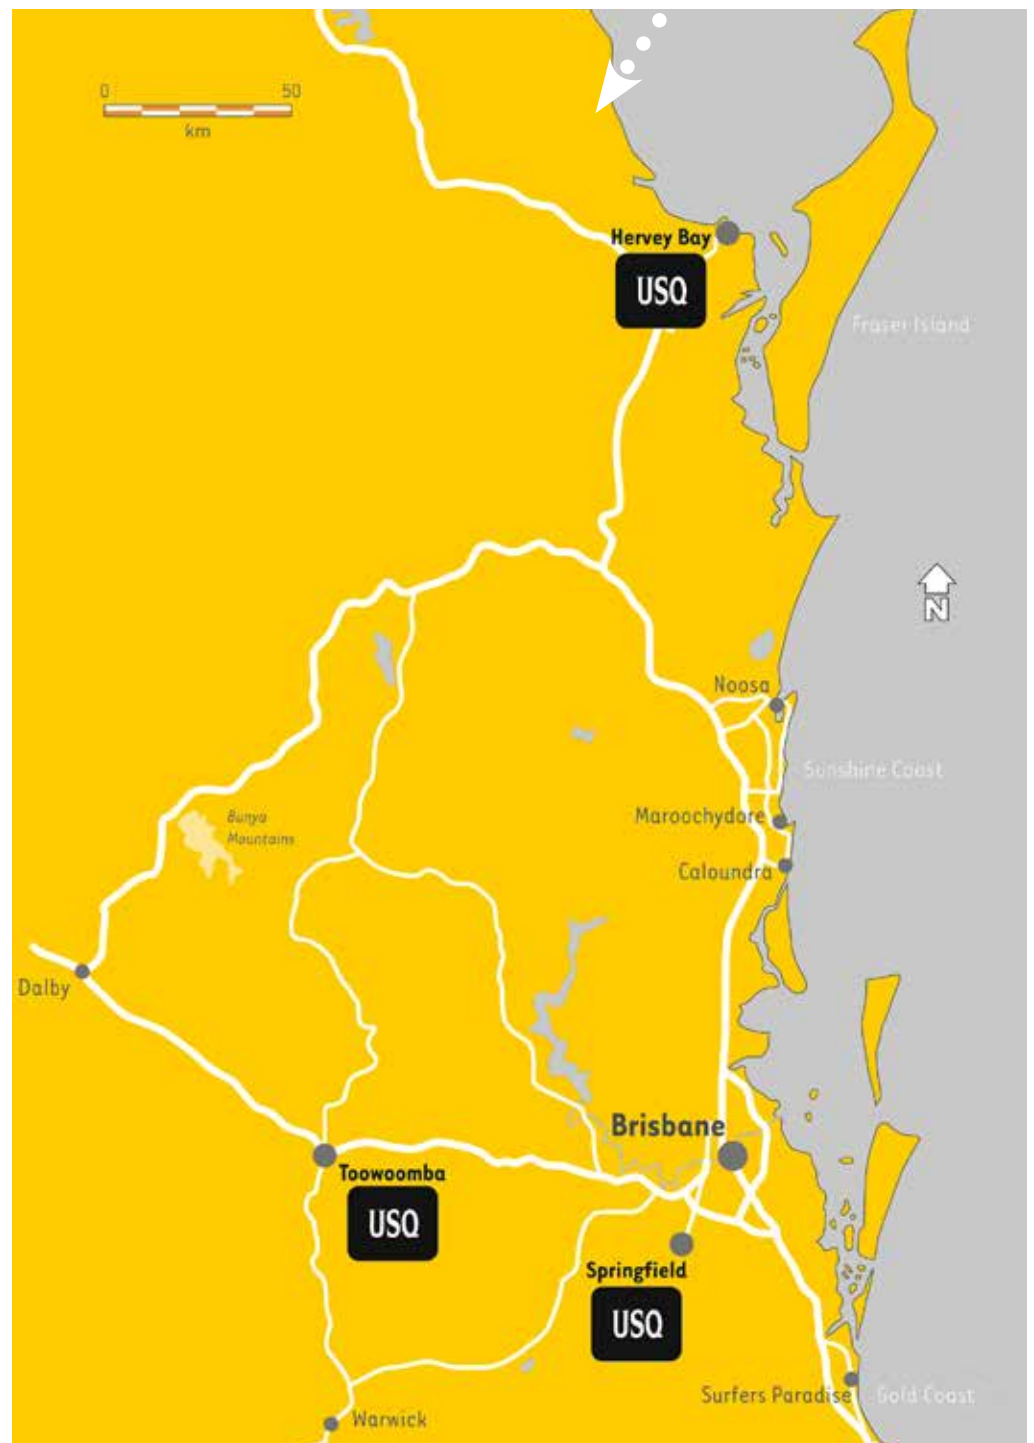 0 50
km
Hervey Bay
USQ
Fraser Island
N
Noosa
Sunshine Coast
Maroochydore
Bunya
Mountains
Caloundra
Dalby
Brisbane
Toowoomba
USQ
Springfield
USQ
Surfers Paradise
Gold Coast
Warwick